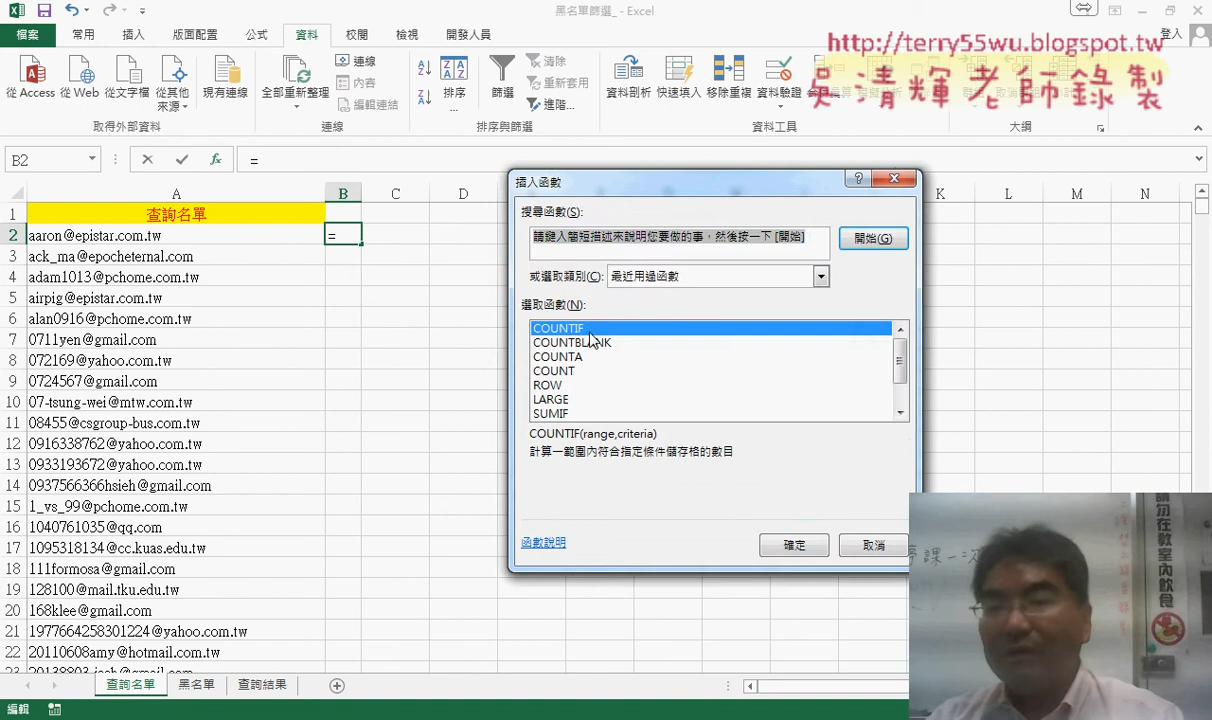 黑名單篩選_ - Excel
檔案 常用 插入 版面配置 公式 資料 校閱 檢視 開發人員 登入
http://terry55wu.blogspot.tw
吳清輝老師錄製
從 Access 從 Web 從文字檔 從其他來源 現有連線 全部重新整理 連線 內容 編輯連結 排序 篩選 清除 重新套用 進階... 資料剖析 快速填入 移除重複 資料驗證
取得外部資料 連線 排序與篩選 資料工具 大綱
B2 fx =
A B C D K L M N
1 查詢名單
2 aaron@epistar.com.tw =
3 ack_ma@epocheternal.com
4 adam1013@pchome.com.tw
5 airpig@epistar.com.tw
6 alan0916@pchome.com.tw
7 0711yen@gmail.com
8 072169@yahoo.com.tw
9 0724567@gmail.com
10 07-tsung-wei@mtw.com.tw
11 08455@csgroup-bus.com.tw
12 0916338762@yahoo.com.tw
13 0933193672@yahoo.com.tw
14 0937566366hsieh@gmail.com
15 1_vs_99@pchome.com.tw
16 1040761035@qq.com
17 1095318134@cc.kuas.edu.tw
18 111formosa@gmail.com
19 128100@mail.tku.edu.tw
20 168klee@gmail.com
21 1977664258301224@yahoo.com.tw
22 20110608amy@hotmail.com.tw
插入函數
搜尋函數(S):
請鍵入簡短描述來說明您要做的事，然後按一下 [開始]
開始(G)
或選取類別(C): 最近用過函數
選取函數(N):
COUNTIF
COUNTBLANK
COUNTA
COUNT
ROW
LARGE
SUMIF
COUNTIF(range,criteria)
計算一範圍內符合指定條件儲存格的數目
函數說明 確定 取消
請勿在教室內飲食
查詢名單 黑名單 查詢結果
編輯